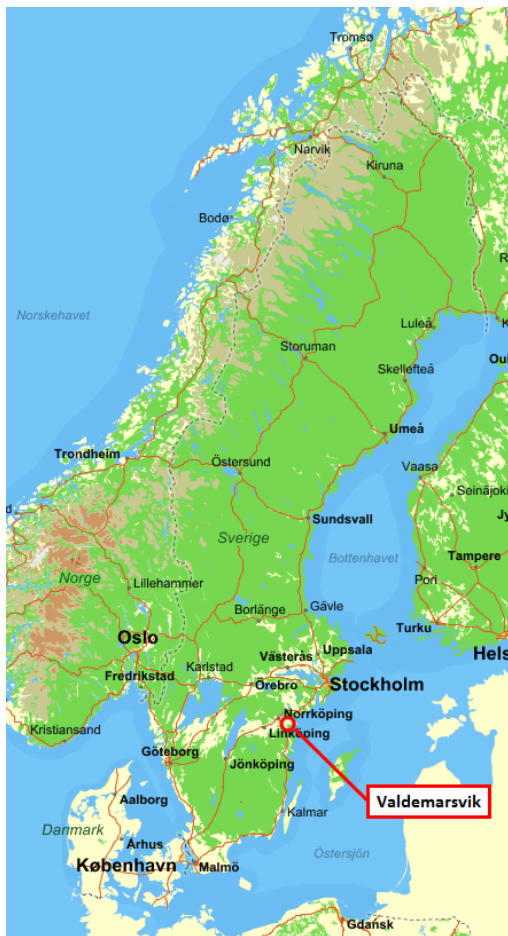 Tromsø
Narvik
Kiruna
Bodø
Norskehavet
Luleå
Storuman
Skellefteå
Umeå
Trondheim
Vaasa
Östersund
Seinäjoki
Sundsvall
Sverige
Bottenhavet
Tampere
Norge
Lillehammer
Pori
Borlänge
Gävle
Turku
Oslo
Uppsala
Hels
Västerås
Karlstad
Fredrikstad
Örebro
Stockholm
Norrköping
Kristiansand
Linköping
Göteborg
Jönköping
Aalborg
Valdemarsvik
Kalmar
Danmark
Århus
Östersjön
København
Malmö
Gdansk